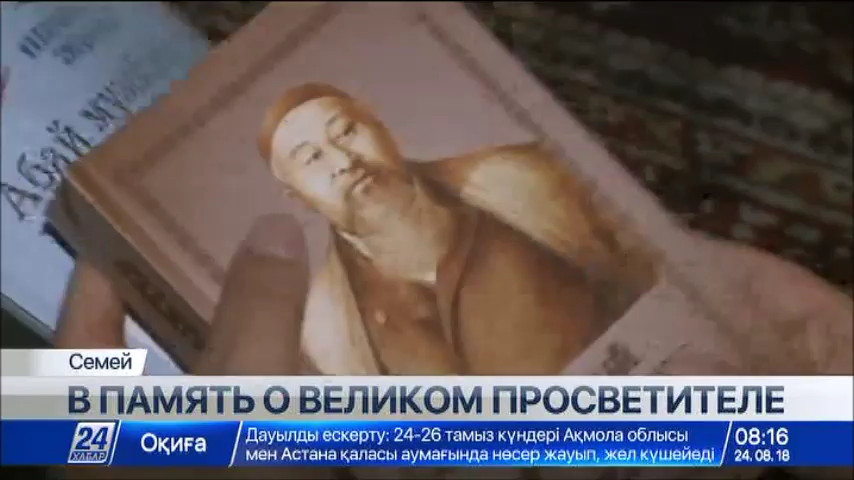 Абай
Семей
В ПАМЯТЬ О ВЕЛИКОМ ПРОСВЕТИТЕЛЕ
24
ХАБАР
Оқиға
Дауылды ескерту: 24-26 тамыз күндері Ақмола облысы
мен Астана қаласы аумағында нөсер жауып, жел күшейеді
08:16
24.08.18